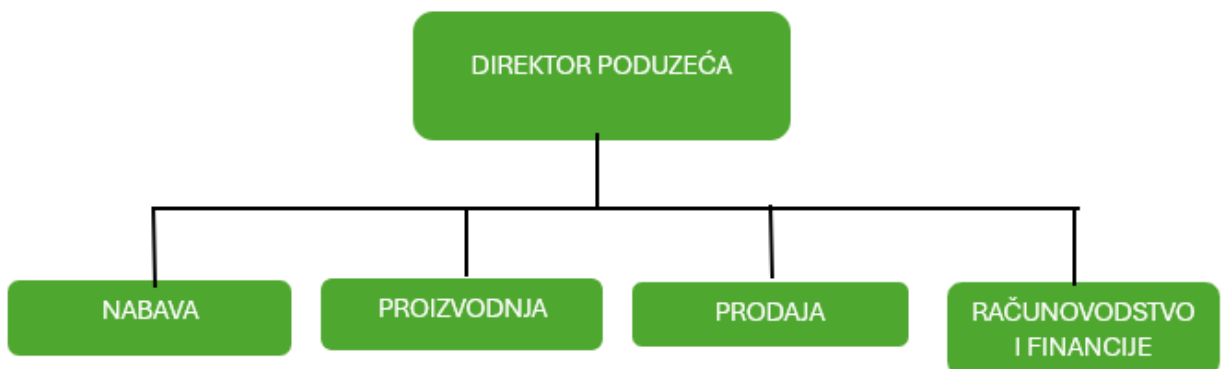 DIREKTOR PODUZEĆA
NABAVA
PROIZVODNJA
PRODAJA
RAČUNOVODSTVO
I FINANCIJE